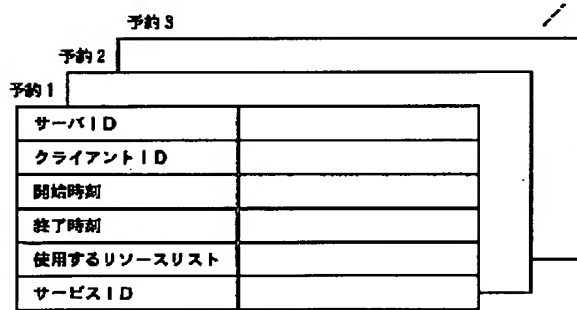 予約3
予約2
予約1
サーバID
クライアントID
開始時刻
終了時刻
使用するリソースリスト
サービスID